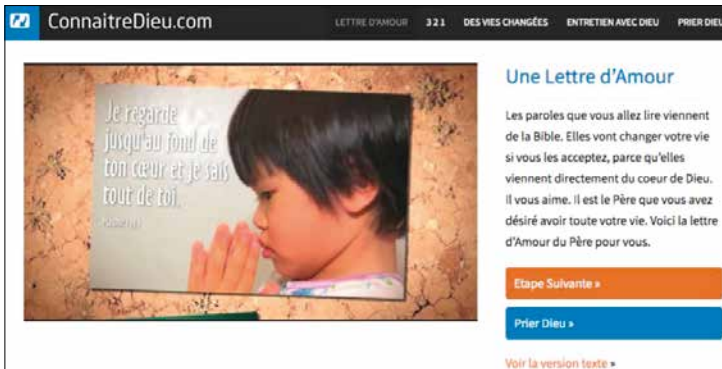 ConnaitreDieu.com
LETTRE D'AMOUR 3 2 1 DES VIES CHANGÉES ENTRETIEN AVEC DIEU PRIER DIEU
Je regarde
jusqu'au fond de
ton cœur et je sais
tout de toi.
Une Lettre d'Amour
Les paroles que vous allez lire viennent
de la Bible. Elles vont changer votre vie
si vous les acceptez, parce qu'elles
viennent directement du coeur de Dieu.
Il vous aime. Il est le Père que vous avez
désiré avoir toute votre vie. Voici la lettre
d'Amour du Père pour vous.
Etape Suivante »
Prier Dieu »
Voir la version texte »